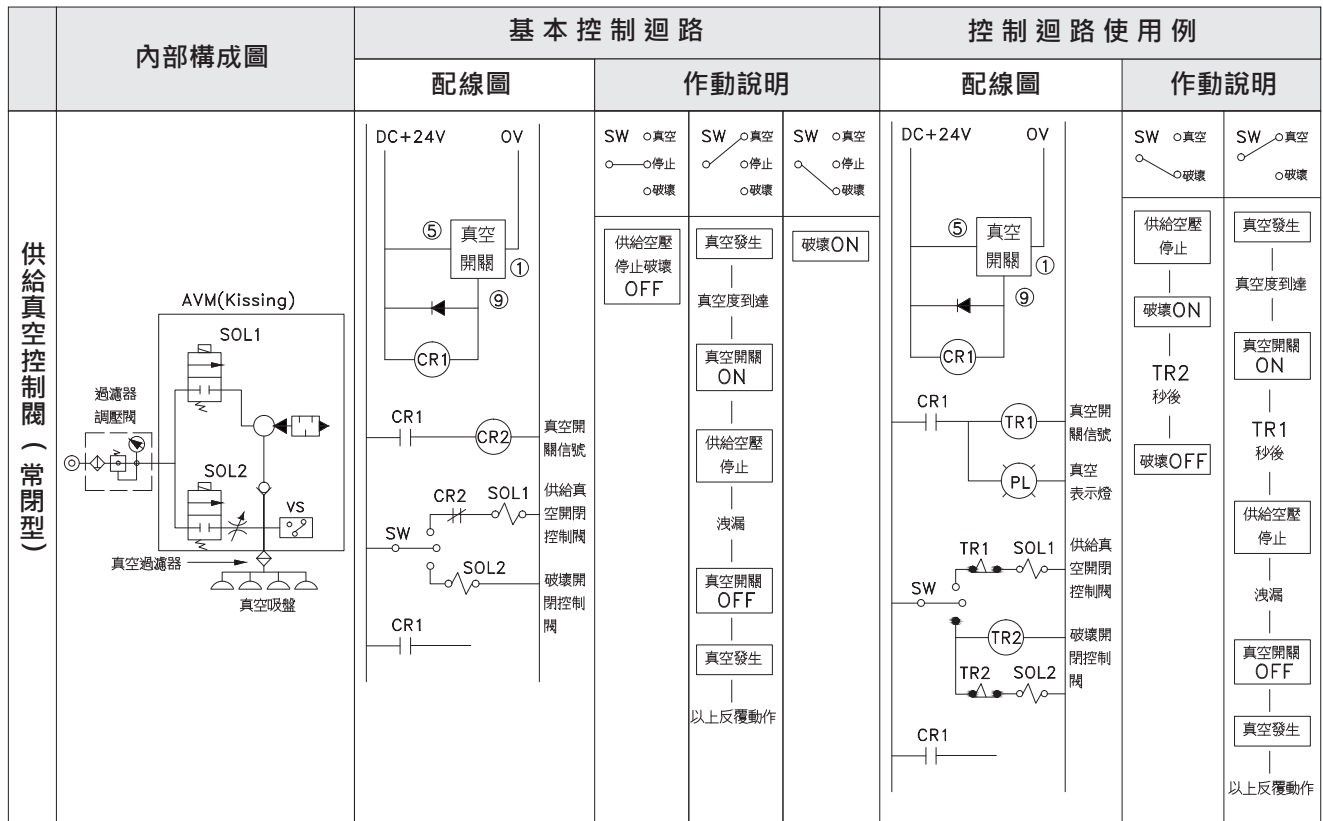 內部構成圖
基本控制迴路
控制迴路使用例
配線圖
作動說明
配線圖
作動說明
供給真空控制閥(常閉型)
AVM(Kissing)
SOL1
過濾器
調壓閥
SOL2
VS
真空過濾器
真空吸盤
DC+24V
0V
⑤
真空
開關
①
⑨
CR1
CR1
CR2
真空開
關信號
CR2
SOL1
供給真
空開閉
控制閥
SW
SOL2
破壞開
閉控制
閥
CR1
SW
真空
停止
破壞
供給空壓
停止破壞
OFF
SW
真空
停止
破壞
真空發生
真空度到達
真空開關
ON
供給空壓
停止
洩漏
真空開關
OFF
真空發生
以上反覆動作
SW
真空
停止
破壞
破壞ON
DC+24V
0V
⑤
真空
開關
①
⑨
CR1
CR1
TR1
真空開
關信號
PL
真空
表示燈
TR1
SOL1
供給真
空開閉
控制閥
SW
TR2
破壞開
閉控制
閥
TR2
SOL2
CR1
SW
真空
破壞
供給空壓
停止
破壞ON
TR2
秒後
破壞OFF
SW
真空
破壞
真空發生
真空度到達
真空開關
ON
TR1
秒後
供給空壓
停止
洩漏
真空開關
OFF
真空發生
以上反覆動作